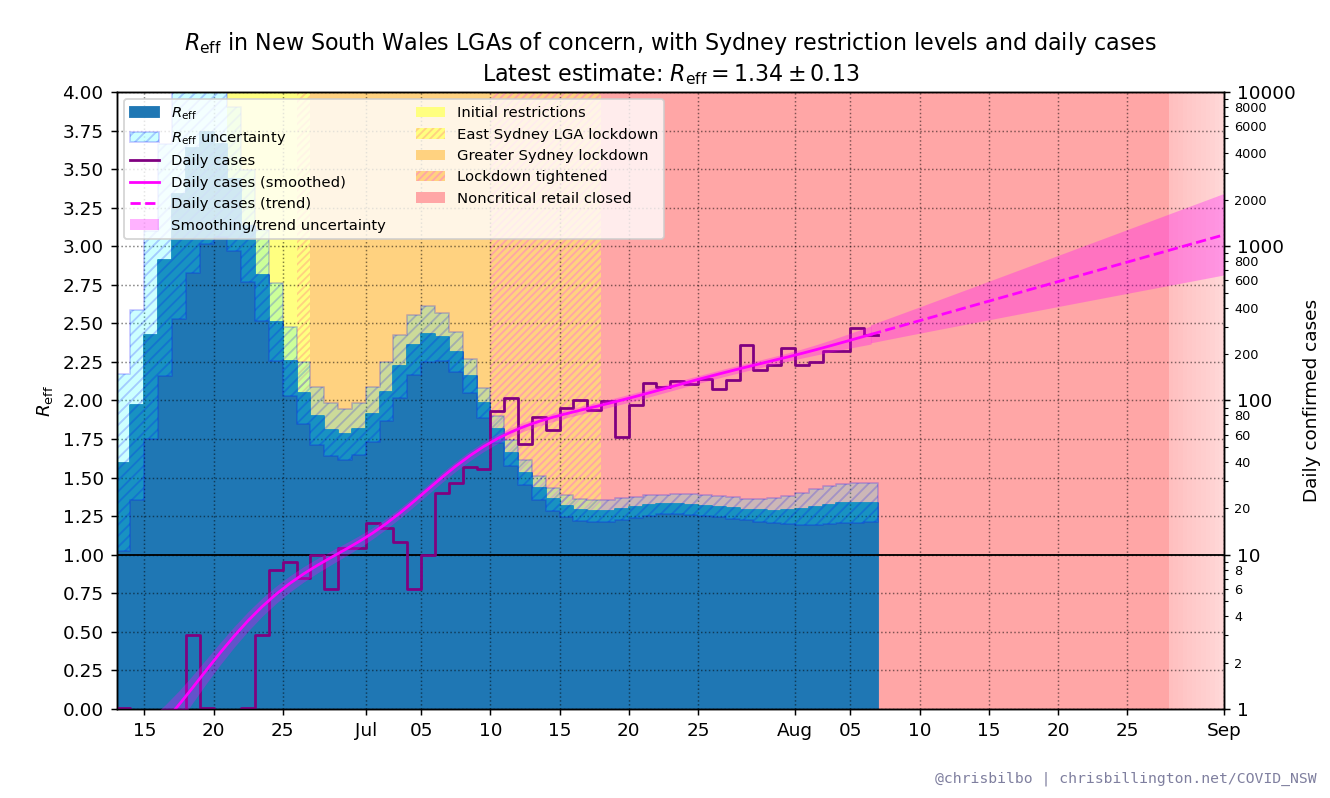 R_eff in New South Wales LGAs of concern, with Sydney restriction levels and daily cases
Latest estimate: R_eff = 1.34 ± 0.13
R_eff
R_eff uncertainty
Daily cases
Daily cases (smoothed)
Daily cases (trend)
Smoothing/trend uncertainty
Initial restrictions
East Sydney LGA lockdown
Greater Sydney lockdown
Lockdown tightened
Noncritical retail closed
R_eff
4.00
3.75
3.50
3.25
3.00
2.75
2.50
2.25
2.00
1.75
1.50
1.25
1.00
0.75
0.50
0.25
0.00
10000
8000
6000
4000
2000
1000
800
600
400
200
100
80
60
40
20
10
8
6
4
2
1
Daily confirmed cases
15 20 25 Jul 05 10 15 20 25 Aug 05 10 15 20 25 Sep
@chrisbilbo | chrisbillington.net/COVID_NSW